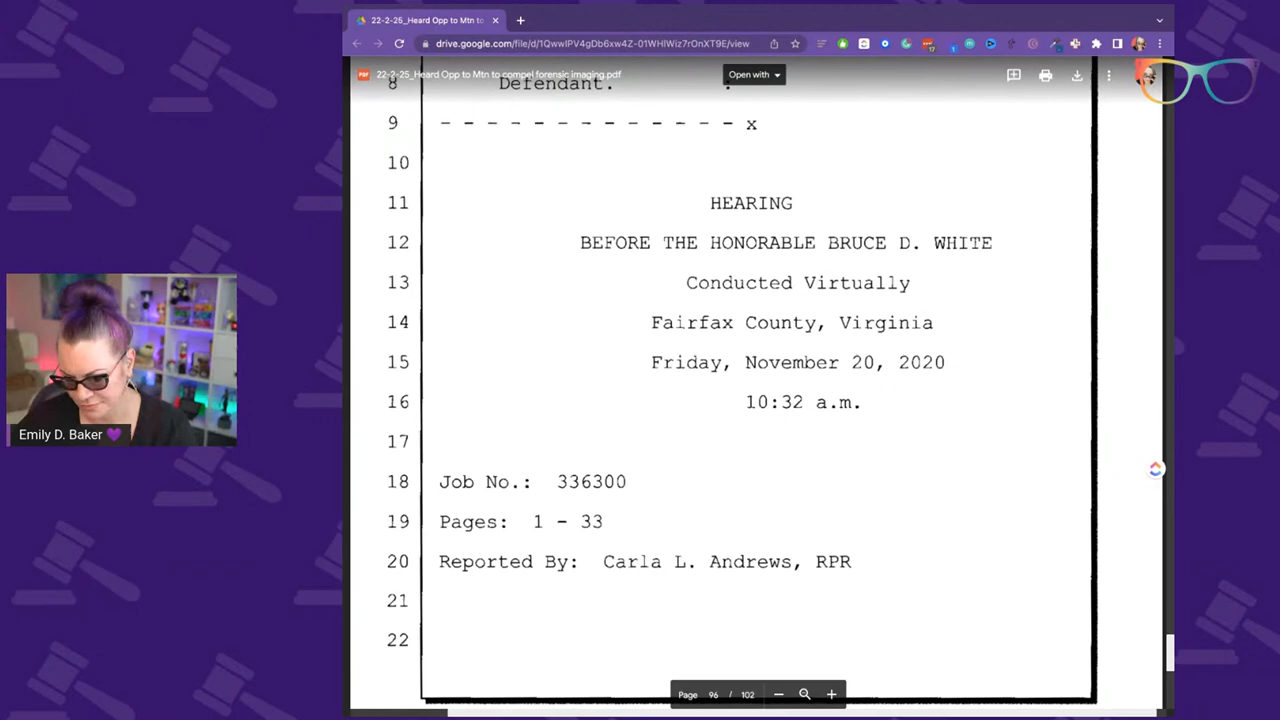 22-2-25_Heard Opp to Mtn to
drive.google.com/file/d/1QwwIPV4gDb6xw4Z-01WHIWiz7rOnXT9E/view
22-2-25_Heard Opp to Mtn to compel forensic imaging.pdf
Open with
8 Defendant. :
9 - - - - - - - - - - - - - x
10
11 HEARING
12 BEFORE THE HONORABLE BRUCE D. WHITE
13 Conducted Virtually
14 Fairfax County, Virginia
15 Friday, November 20, 2020
16 10:32 a.m.
17
18 Job No.: 336300
19 Pages: 1 - 33
20 Reported By: Carla L. Andrews, RPR
21
22
Page 96 / 102
Emily D. Baker 💜